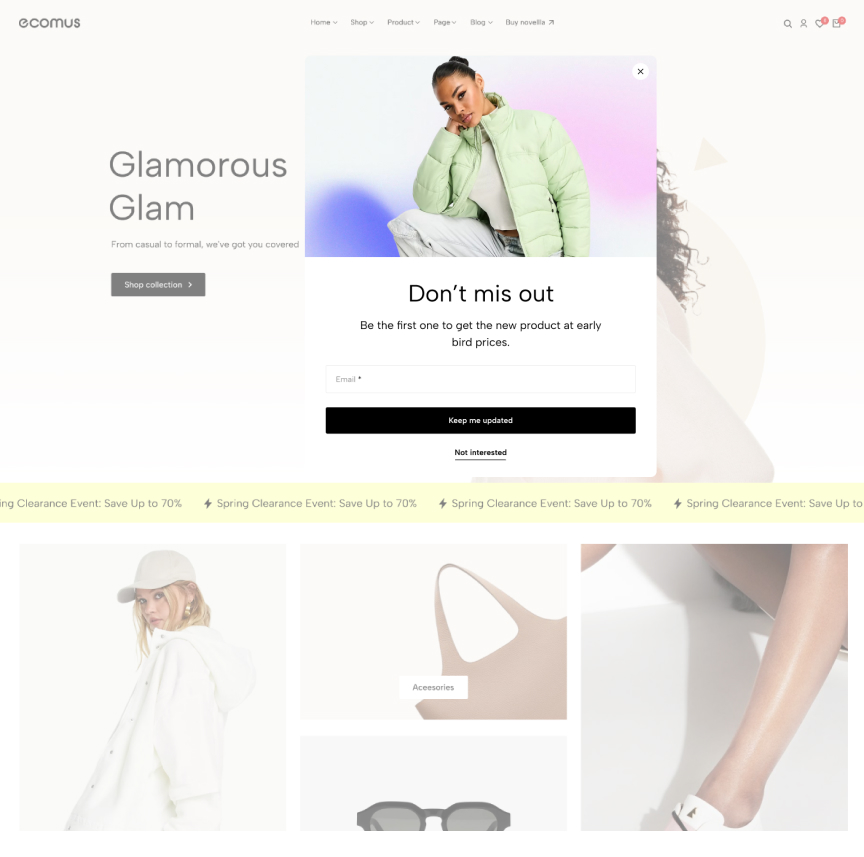 ecomus
Home
Shop
Product
Page
Blog
Buy novellla
0
0
Glamorous
Glam
From casual to formal, we've got you covered
Shop collection
Don't mis out
Be the first one to get the new product at early
bird prices.
Email *
Keep me updated
Not interested
ing Clearance Event: Save Up to 70% Spring Clearance Event: Save Up to 70% Spring Clearance Event: Save Up to 70% Spring Clearance Event: Save Up to
Aceesories